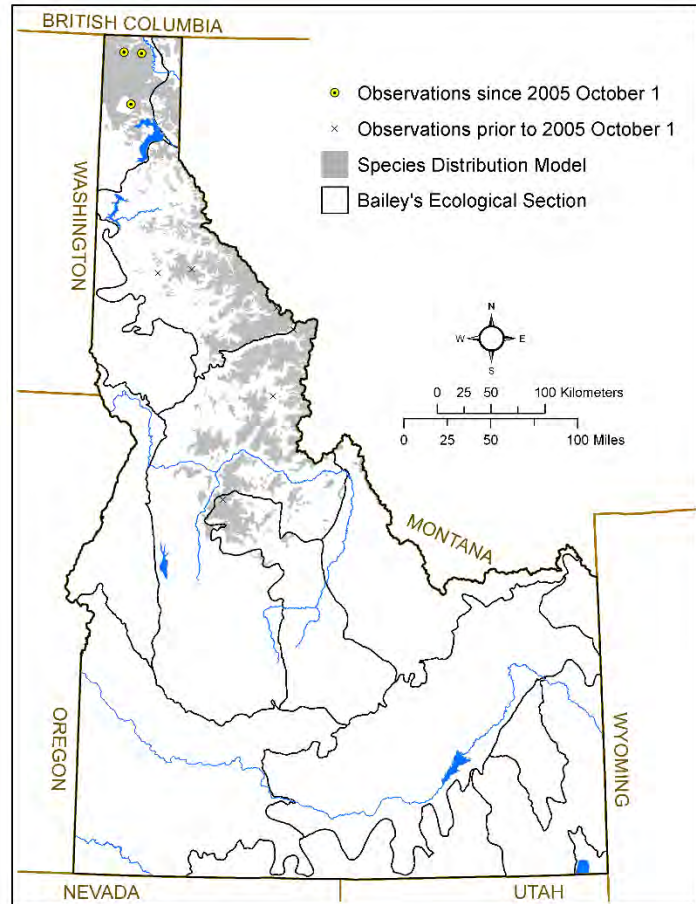 BRITISH COLUMBIA
Observations since 2005 October 1
Observations prior to 2005 October 1
Species Distribution Model
Bailey's Ecological Section
WASHINGTON
N
W E
S
0 25 50 100 Kilometers
0 25 50 100 Miles
MONTANA
OREGON
WYOMING
NEVADA
UTAH